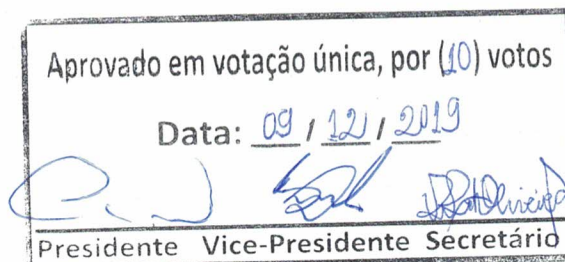 Aprovado em votação única, por (10) votos
Data: 09 / 12 / 2019
Presidente Vice-Presidente Secretário